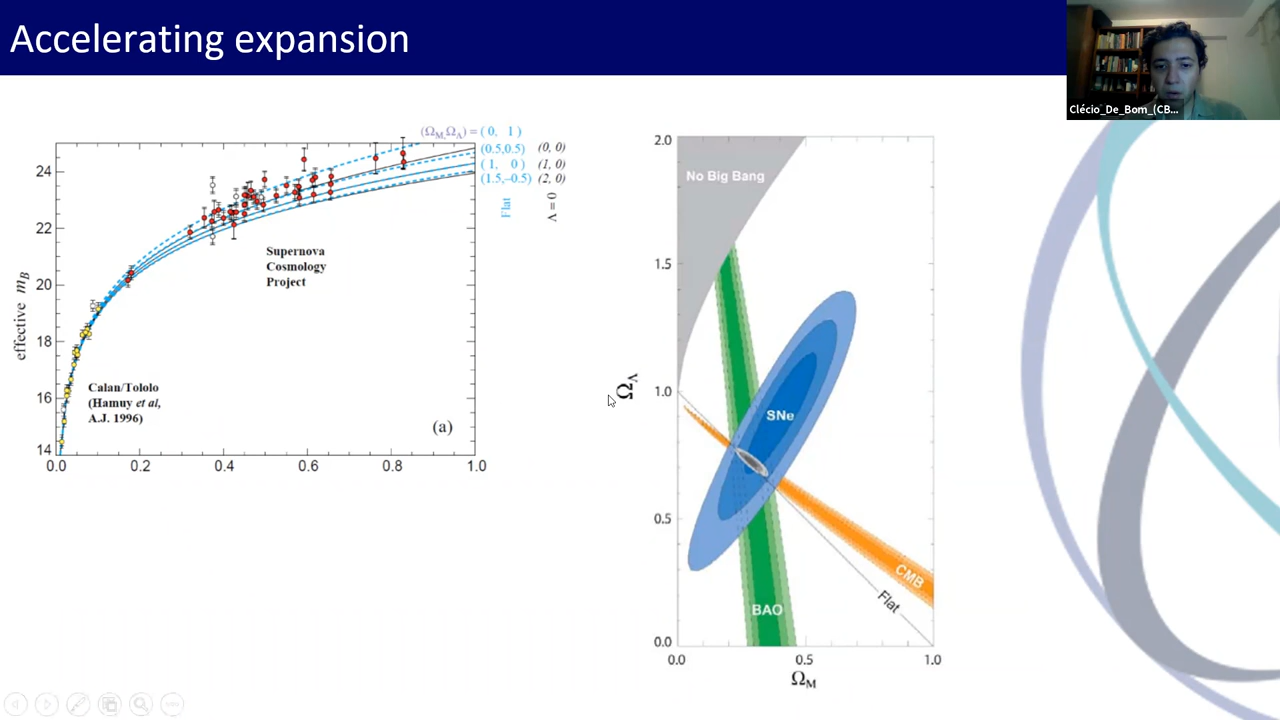 Accelerating expansion
Clécio_De_Bom_(CB...
(Ω_M,Ω_Λ) = ( 0, 1 )
(0.5,0.5) (0, 0)
( 1, 0 ) (1, 0)
(1.5,–0.5) (2, 0)
Flat
Λ = 0
24
22
20
18
16
14
effective m_B
Supernova
Cosmology
Project
Calan/Tololo
(Hamuy et al,
A.J. 1996)
(a)
0.0 0.2 0.4 0.6 0.8 1.0
2.0
1.5
1.0
0.5
0.0
Ω_Λ
No Big Bang
SNe
CMB
Flat
BAO
0.0 0.5 1.0
Ω_M